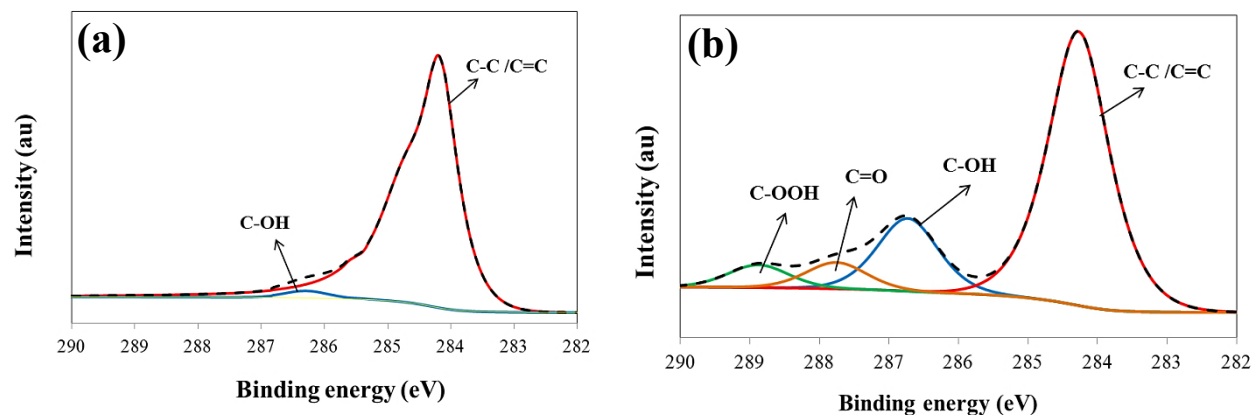 (a)
C-C /C=C
C-OH
Intensity (au)
290 289 288 287 286 285 284 283 282
Binding energy (eV)
(b)
C-C /C=C
C-OH
C=O
C-OOH
Intensity (au)
290 289 288 287 286 285 284 283 282
Binding energy (eV)